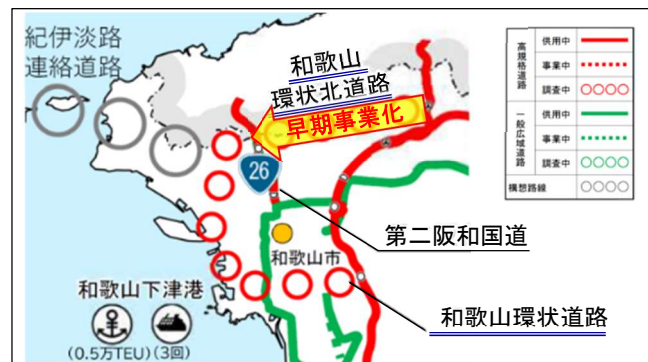 紀伊淡路
連絡道路
和歌山
環状北道路
早期事業化
26
第二阪和国道
和歌山市
和歌山下津港
(0.5万TEU)(3回)
和歌山環状道路
高規格道路
供用中
事業中
調査中
一般広域道路
供用中
事業中
調査中
構想路線